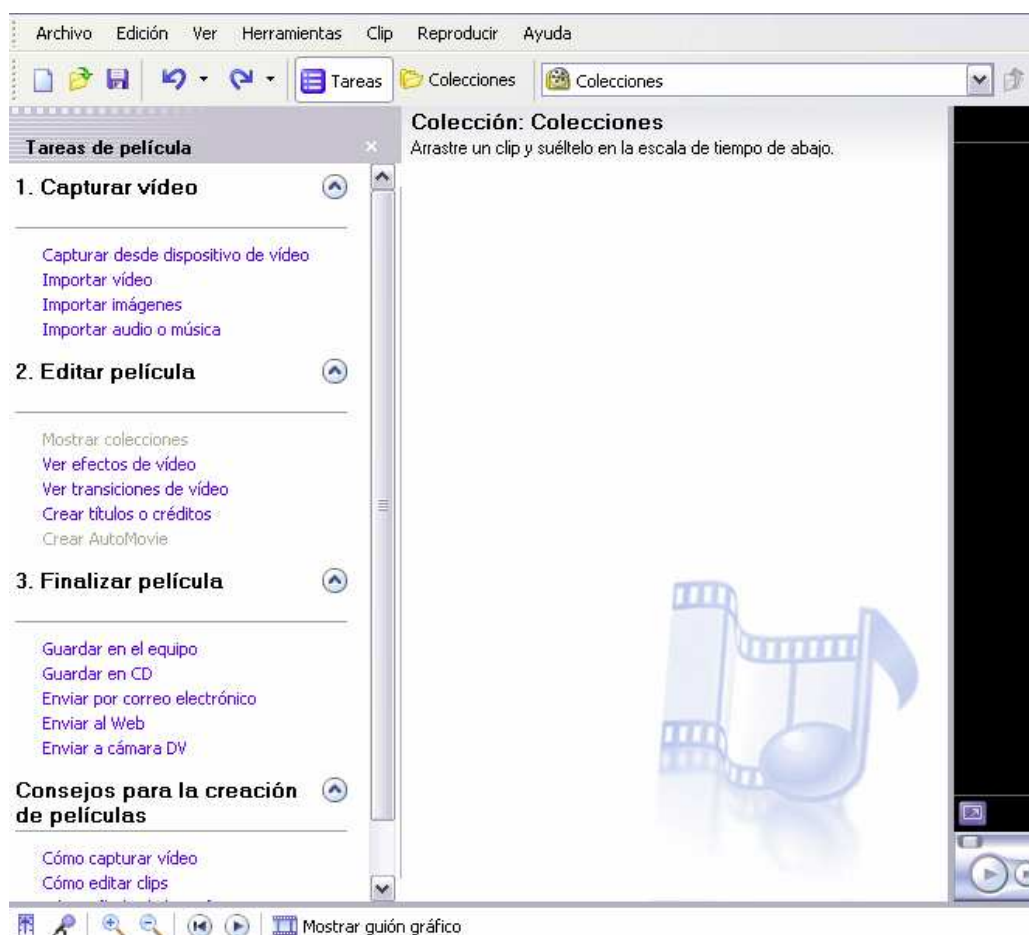 Archivo Edición Ver Herramientas Clip Reproducir Ayuda
Tareas Colecciones Colecciones
Tareas de película
Colección: Colecciones
Arrastre un clip y suéltelo en la escala de tiempo de abajo.
1. Capturar vídeo
Capturar desde dispositivo de vídeo
Importar vídeo
Importar imágenes
Importar audio o música
2. Editar película
Mostrar colecciones
Ver efectos de vídeo
Ver transiciones de vídeo
Crear títulos o créditos
Crear AutoMovie
3. Finalizar película
Guardar en el equipo
Guardar en CD
Enviar por correo electrónico
Enviar al Web
Enviar a cámara DV
Consejos para la creación
de películas
Cómo capturar vídeo
Cómo editar clips
Mostrar guión gráfico